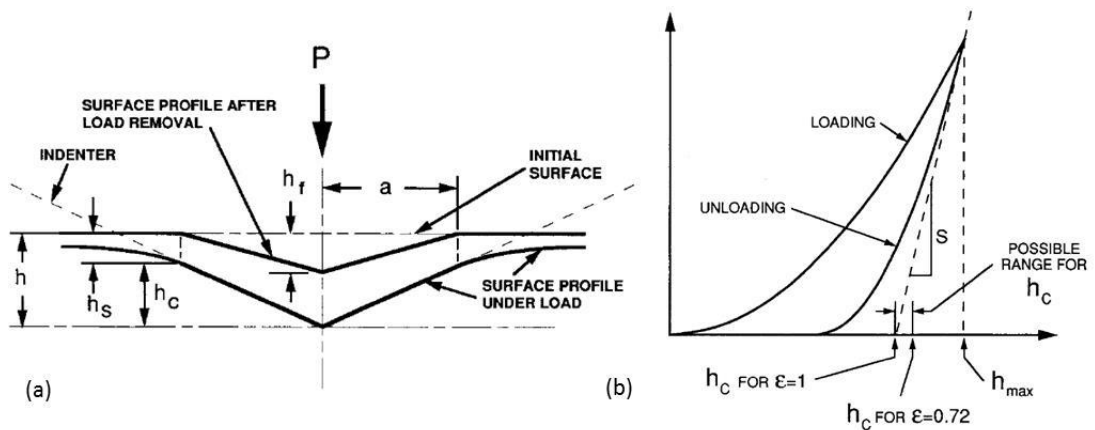 P
SURFACE PROFILE AFTER
LOAD REMOVAL
INDENTER
INITIAL
SURFACE
h_f
a
h
h_s
h_c
SURFACE PROFILE
UNDER LOAD
(a)
LOADING
UNLOADING
S
POSSIBLE
RANGE FOR
h_c
h_c FOR ε=1
h_max
h_c FOR ε=0.72
(b)